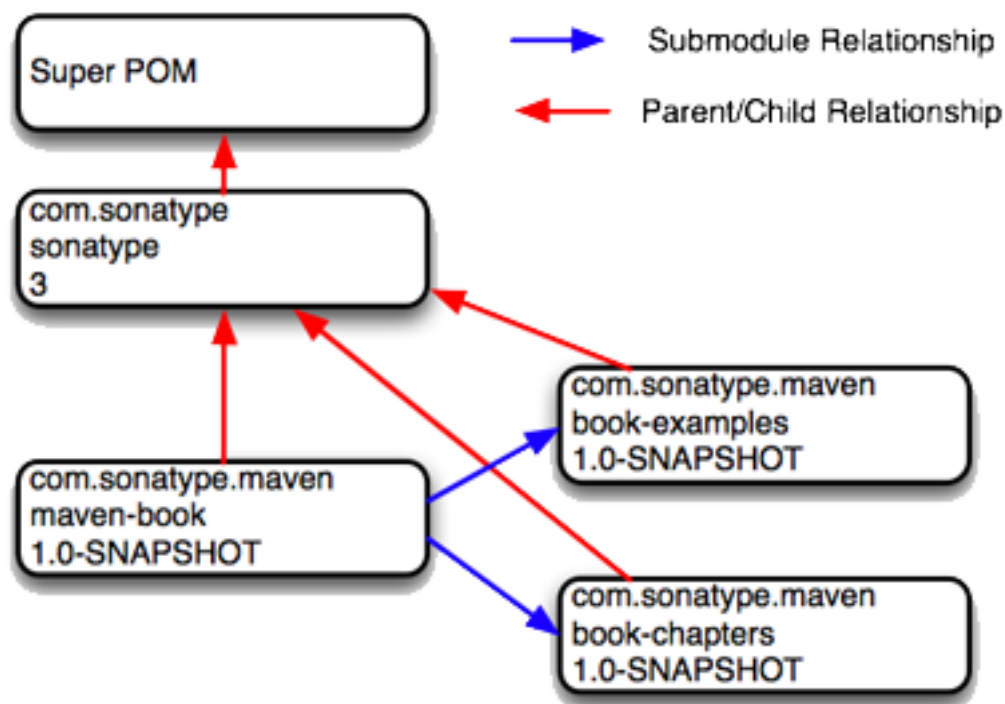 Super POM
Submodule Relationship
Parent/Child Relationship
com.sonatype
sonatype
3
com.sonatype.maven
book-examples
1.0-SNAPSHOT
com.sonatype.maven
maven-book
1.0-SNAPSHOT
com.sonatype.maven
book-chapters
1.0-SNAPSHOT